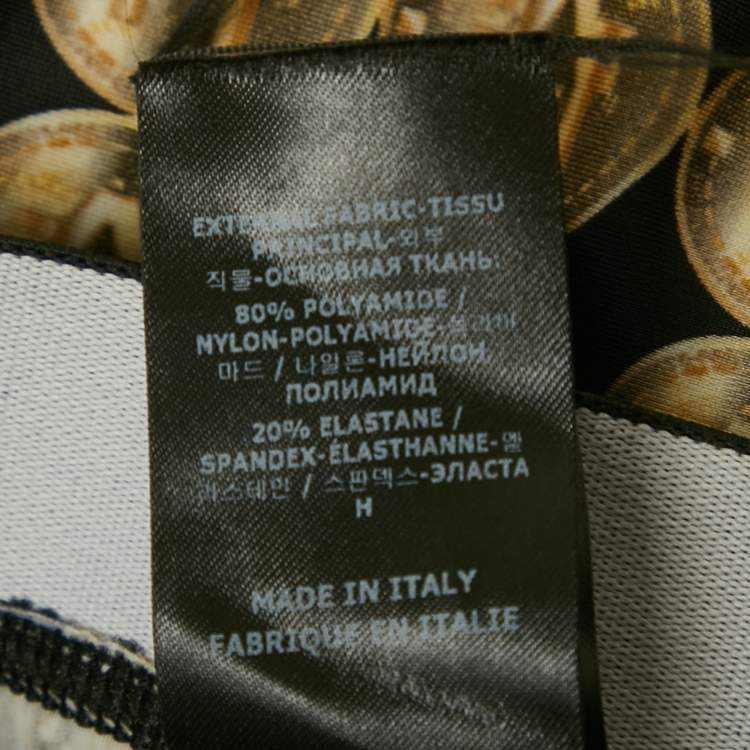 EXTERNAL FABRIC-TISSU
PRINCIPAL-외부
직물-ОСНОВНАЯ ТКАНЬ:
80% POLYAMIDE /
NYLON-POLYAMIDE-폴리아
마드 / 나일론-НЕЙЛОН,
ПОЛИАМИД
20% ELASTANE /
SPANDEX-ÉLASTHANNE-엘
라스테인 / 스판덱스-ЭЛАСТА
Н
MADE IN ITALY
FABRIQUE EN ITALIE